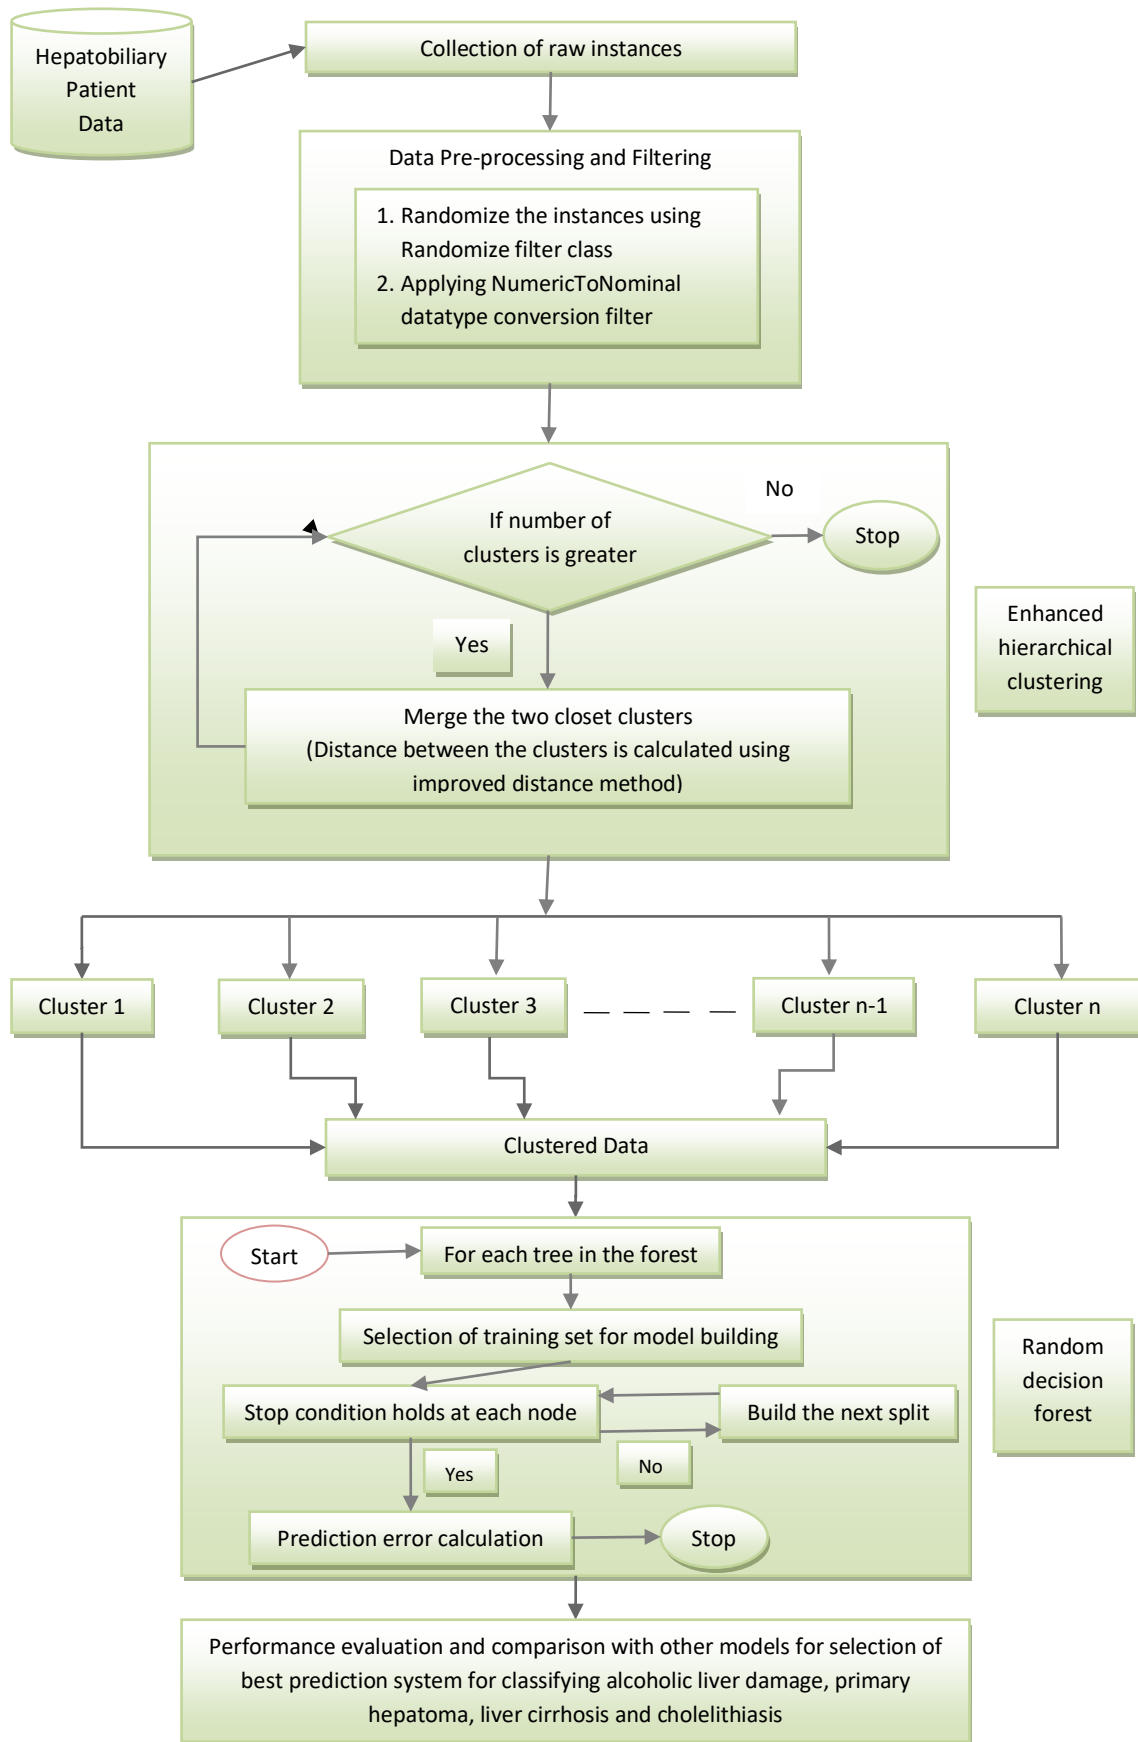 Hepatobiliary
Patient
Data
Collection of raw instances
Data Pre-processing and Filtering
1. Randomize the instances using
Randomize filter class
2. Applying NumericToNominal
datatype conversion filter
If number of
clusters is greater
No
Stop
Yes
Merge the two closet clusters
(Distance between the clusters is calculated using
improved distance method)
Enhanced
hierarchical
clustering
Cluster 1
Cluster 2
Cluster 3
Cluster n-1
Cluster n
Clustered Data
Start
For each tree in the forest
Selection of training set for model building
Stop condition holds at each node
Build the next split
Yes
No
Prediction error calculation
Stop
Random
decision
forest
Performance evaluation and comparison with other models for selection of
best prediction system for classifying alcoholic liver damage, primary
hepatoma, liver cirrhosis and cholelithiasis